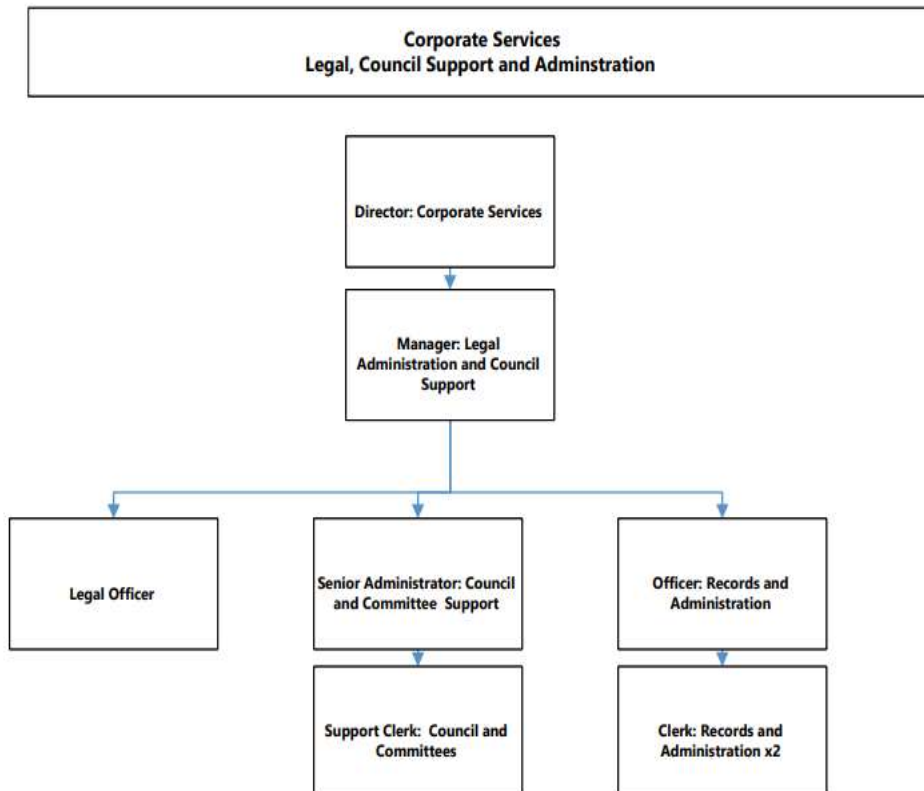 Corporate Services
Legal, Council Support and Adminstration
Director: Corporate Services
Manager: Legal
Administration and Council
Support
Legal Officer
Senior Administrator: Council
and Committee Support
Officer: Records and
Administration
Support Clerk: Council and
Committees
Clerk: Records and
Administration x2